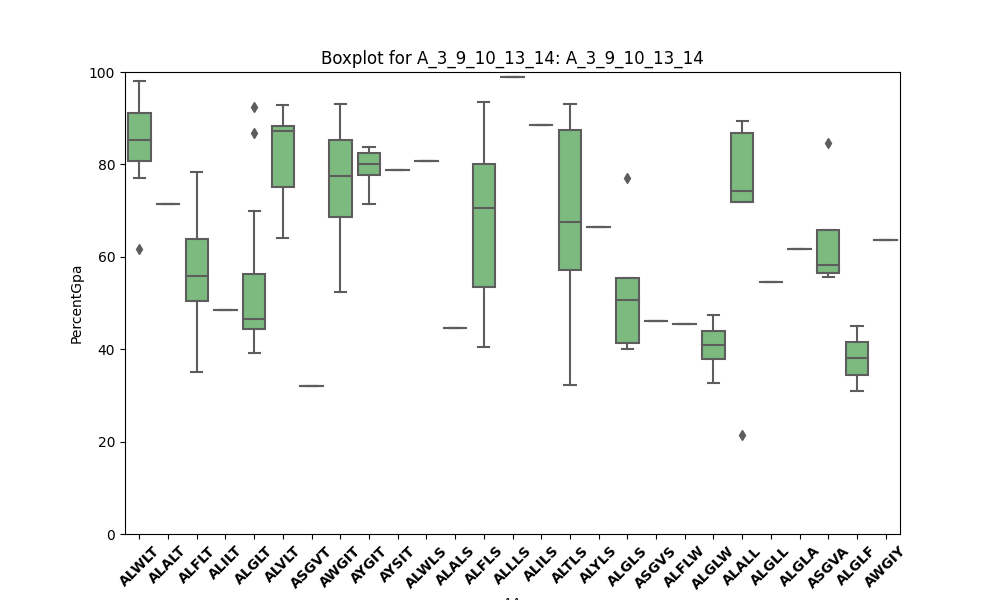 Boxplot for A_3_9_10_13_14: A_3_9_10_13_14
100
80
60
40
20
0
PercentGpa
ALWLT
ALALT
ALFLT
ALILT
ALGLT
ALVLT
ASGVT
AWGIT
AYGIT
AYSIT
ALWLS
ALALS
ALFLS
ALLLS
ALILS
ALTLS
ALYLS
ALGLS
ASGVS
ALFLW
ALGLW
ALALL
ALGLL
ALGLA
ASGVA
ALGLF
AWGIY